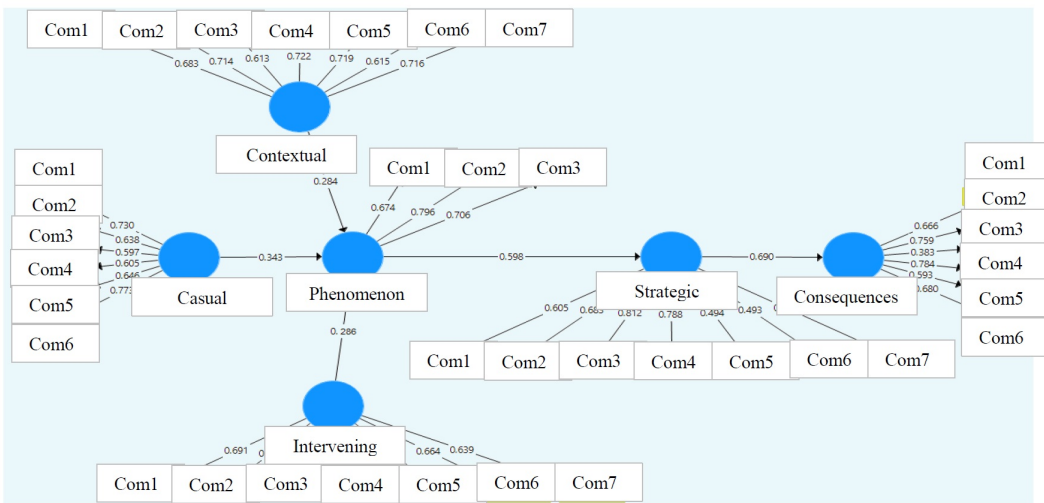 Com1 Com2 Com3 Com4 Com5 Com6 Com7
0.683 0.714 0.613 0.722 0.719 0.615 0.716
Contextual
0.284
Com1 Com2 Com3
0.674 0.796 0.706
Com1
Com2
Com3
Com4
Com5
Com6
0.730
0.638
0.597
0.605
0.646
Casual
0.343
Phenomenon
0.598
Strategic
0.690
Consequences
Com1
Com2
Com3
Com4
Com5
Com6
0.666
0.759
0.383
0.784
0.593
0.680
0.605 0.812 0.788 0.494 0.493
Com1 Com2 Com3 Com4 Com5 Com6 Com7
0.286
Intervening
0.691 0.664 0.639
Com1 Com2 Com3 Com4 Com5 Com6 Com7